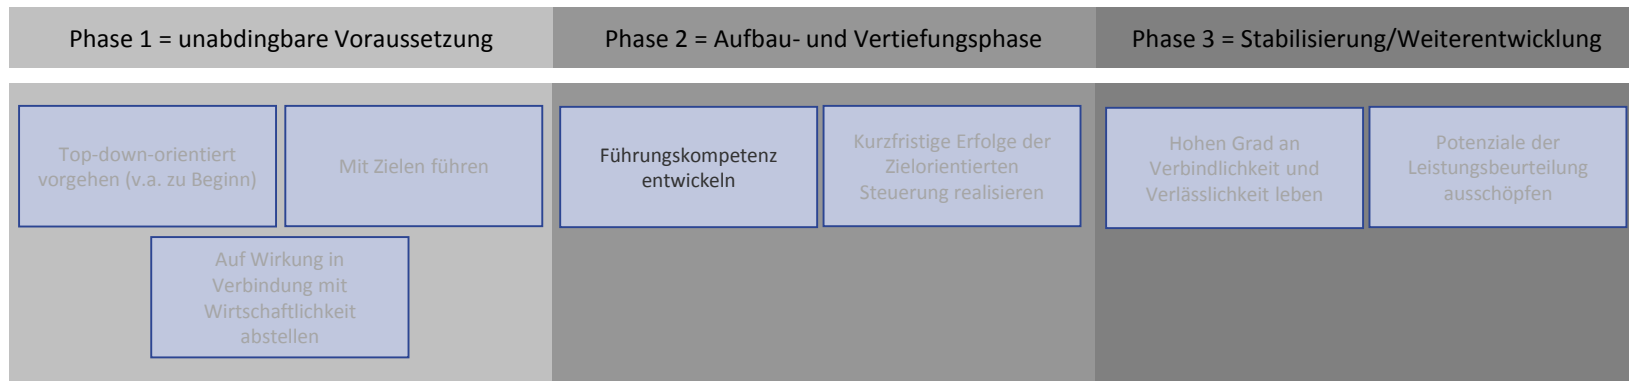 Phase 1 = unabdingbare Voraussetzung
Phase 2 = Aufbau- und Vertiefungsphase
Phase 3 = Stabilisierung/Weiterentwicklung
Top-down-orientiert
vorgehen (v.a. zu Beginn)
Mit Zielen führen
Auf Wirkung in
Verbindung mit
Wirtschaftlichkeit
abstellen
Führungskompetenz
entwickeln
Kurzfristige Erfolge der
Zielorientierten
Steuerung realisieren
Hohen Grad an
Verbindlichkeit und
Verlässlichkeit leben
Potenziale der
Leistungsbeurteilung
ausschöpfen